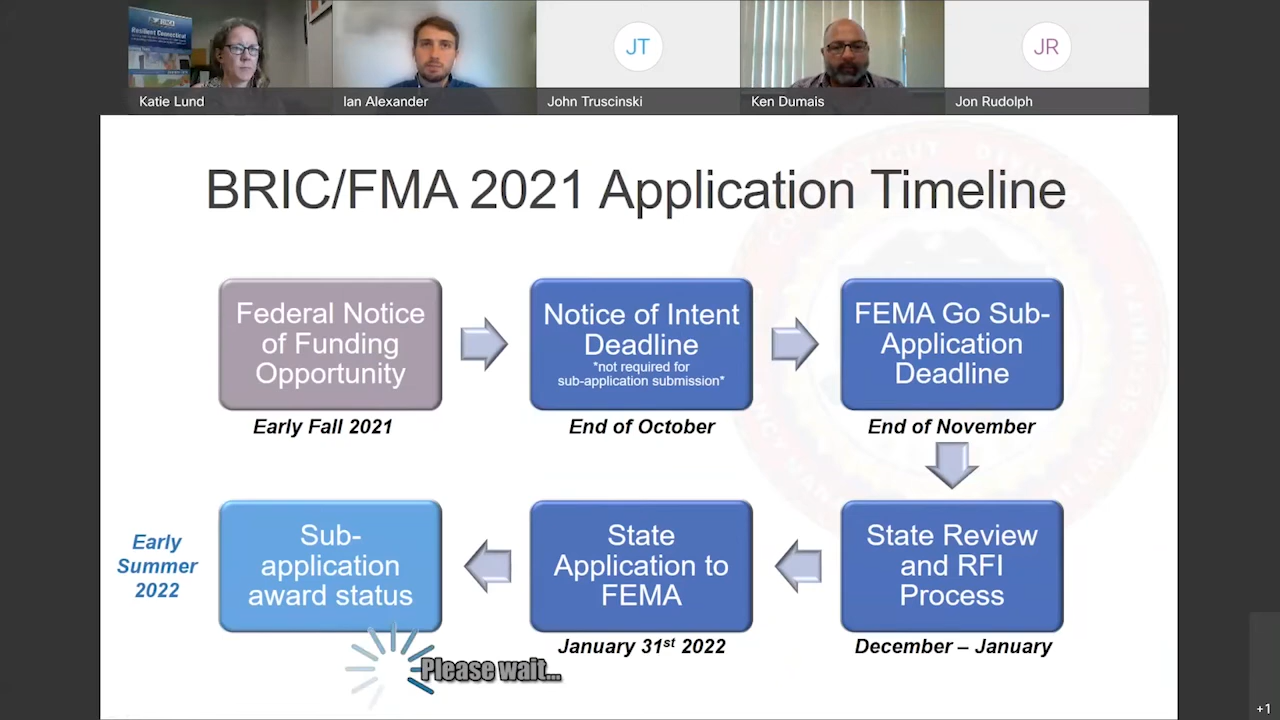 Resilient Connecticut
JT
JR
Katie Lund
Ian Alexander
John Truscinski
Ken Dumais
Jon Rudolph
BRIC/FMA 2021 Application Timeline
Federal Notice
of Funding
Opportunity
Early Fall 2021
Notice of Intent
Deadline
*not required for
sub-application submission*
End of October
FEMA Go Sub-
Application
Deadline
End of November
State Review
and RFI
Process
December – January
State
Application to
FEMA
January 31st 2022
Sub-
application
award status
Early
Summer
2022
Please wait...
+1